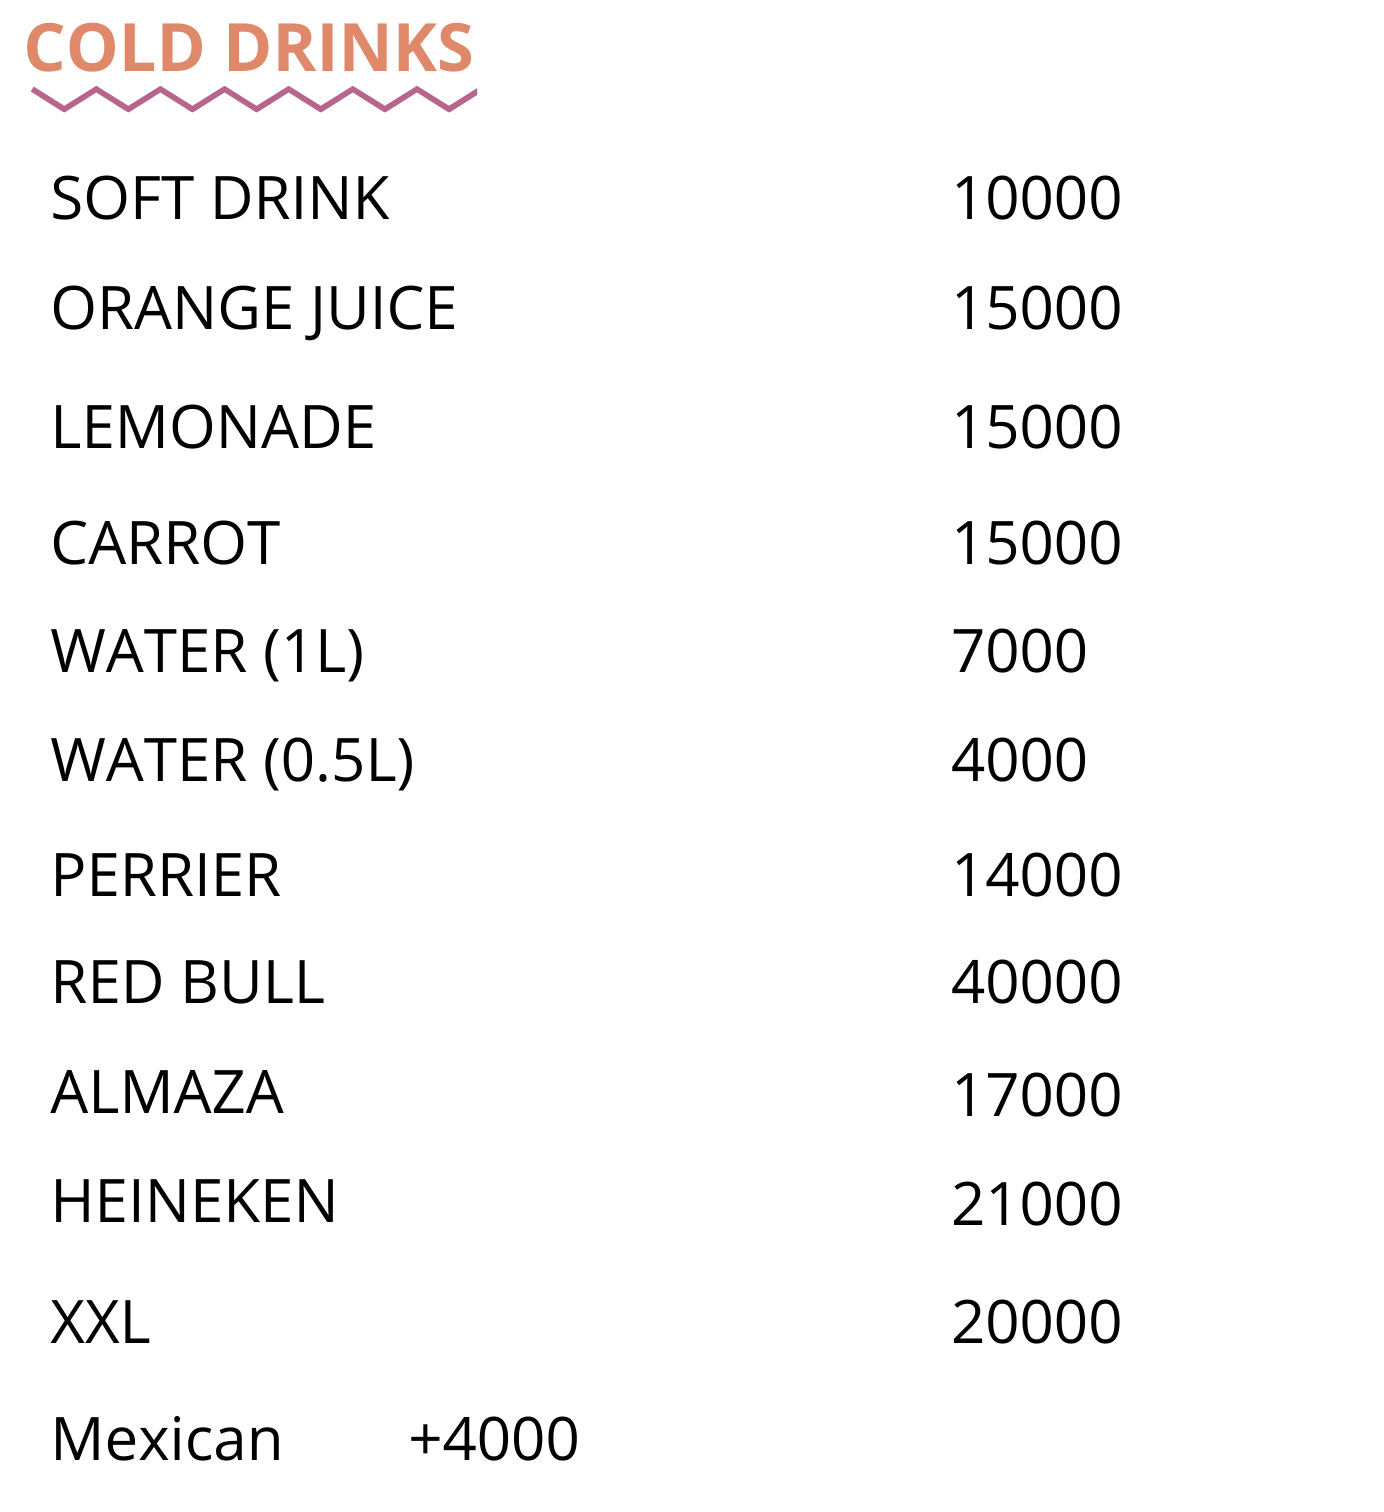 COLD DRINKS
SOFT DRINK 10000
ORANGE JUICE 15000
LEMONADE 15000
CARROT 15000
WATER (1L) 7000
WATER (0.5L) 4000
PERRIER 14000
RED BULL 40000
ALMAZA 17000
HEINEKEN 21000
XXL 20000
Mexican +4000